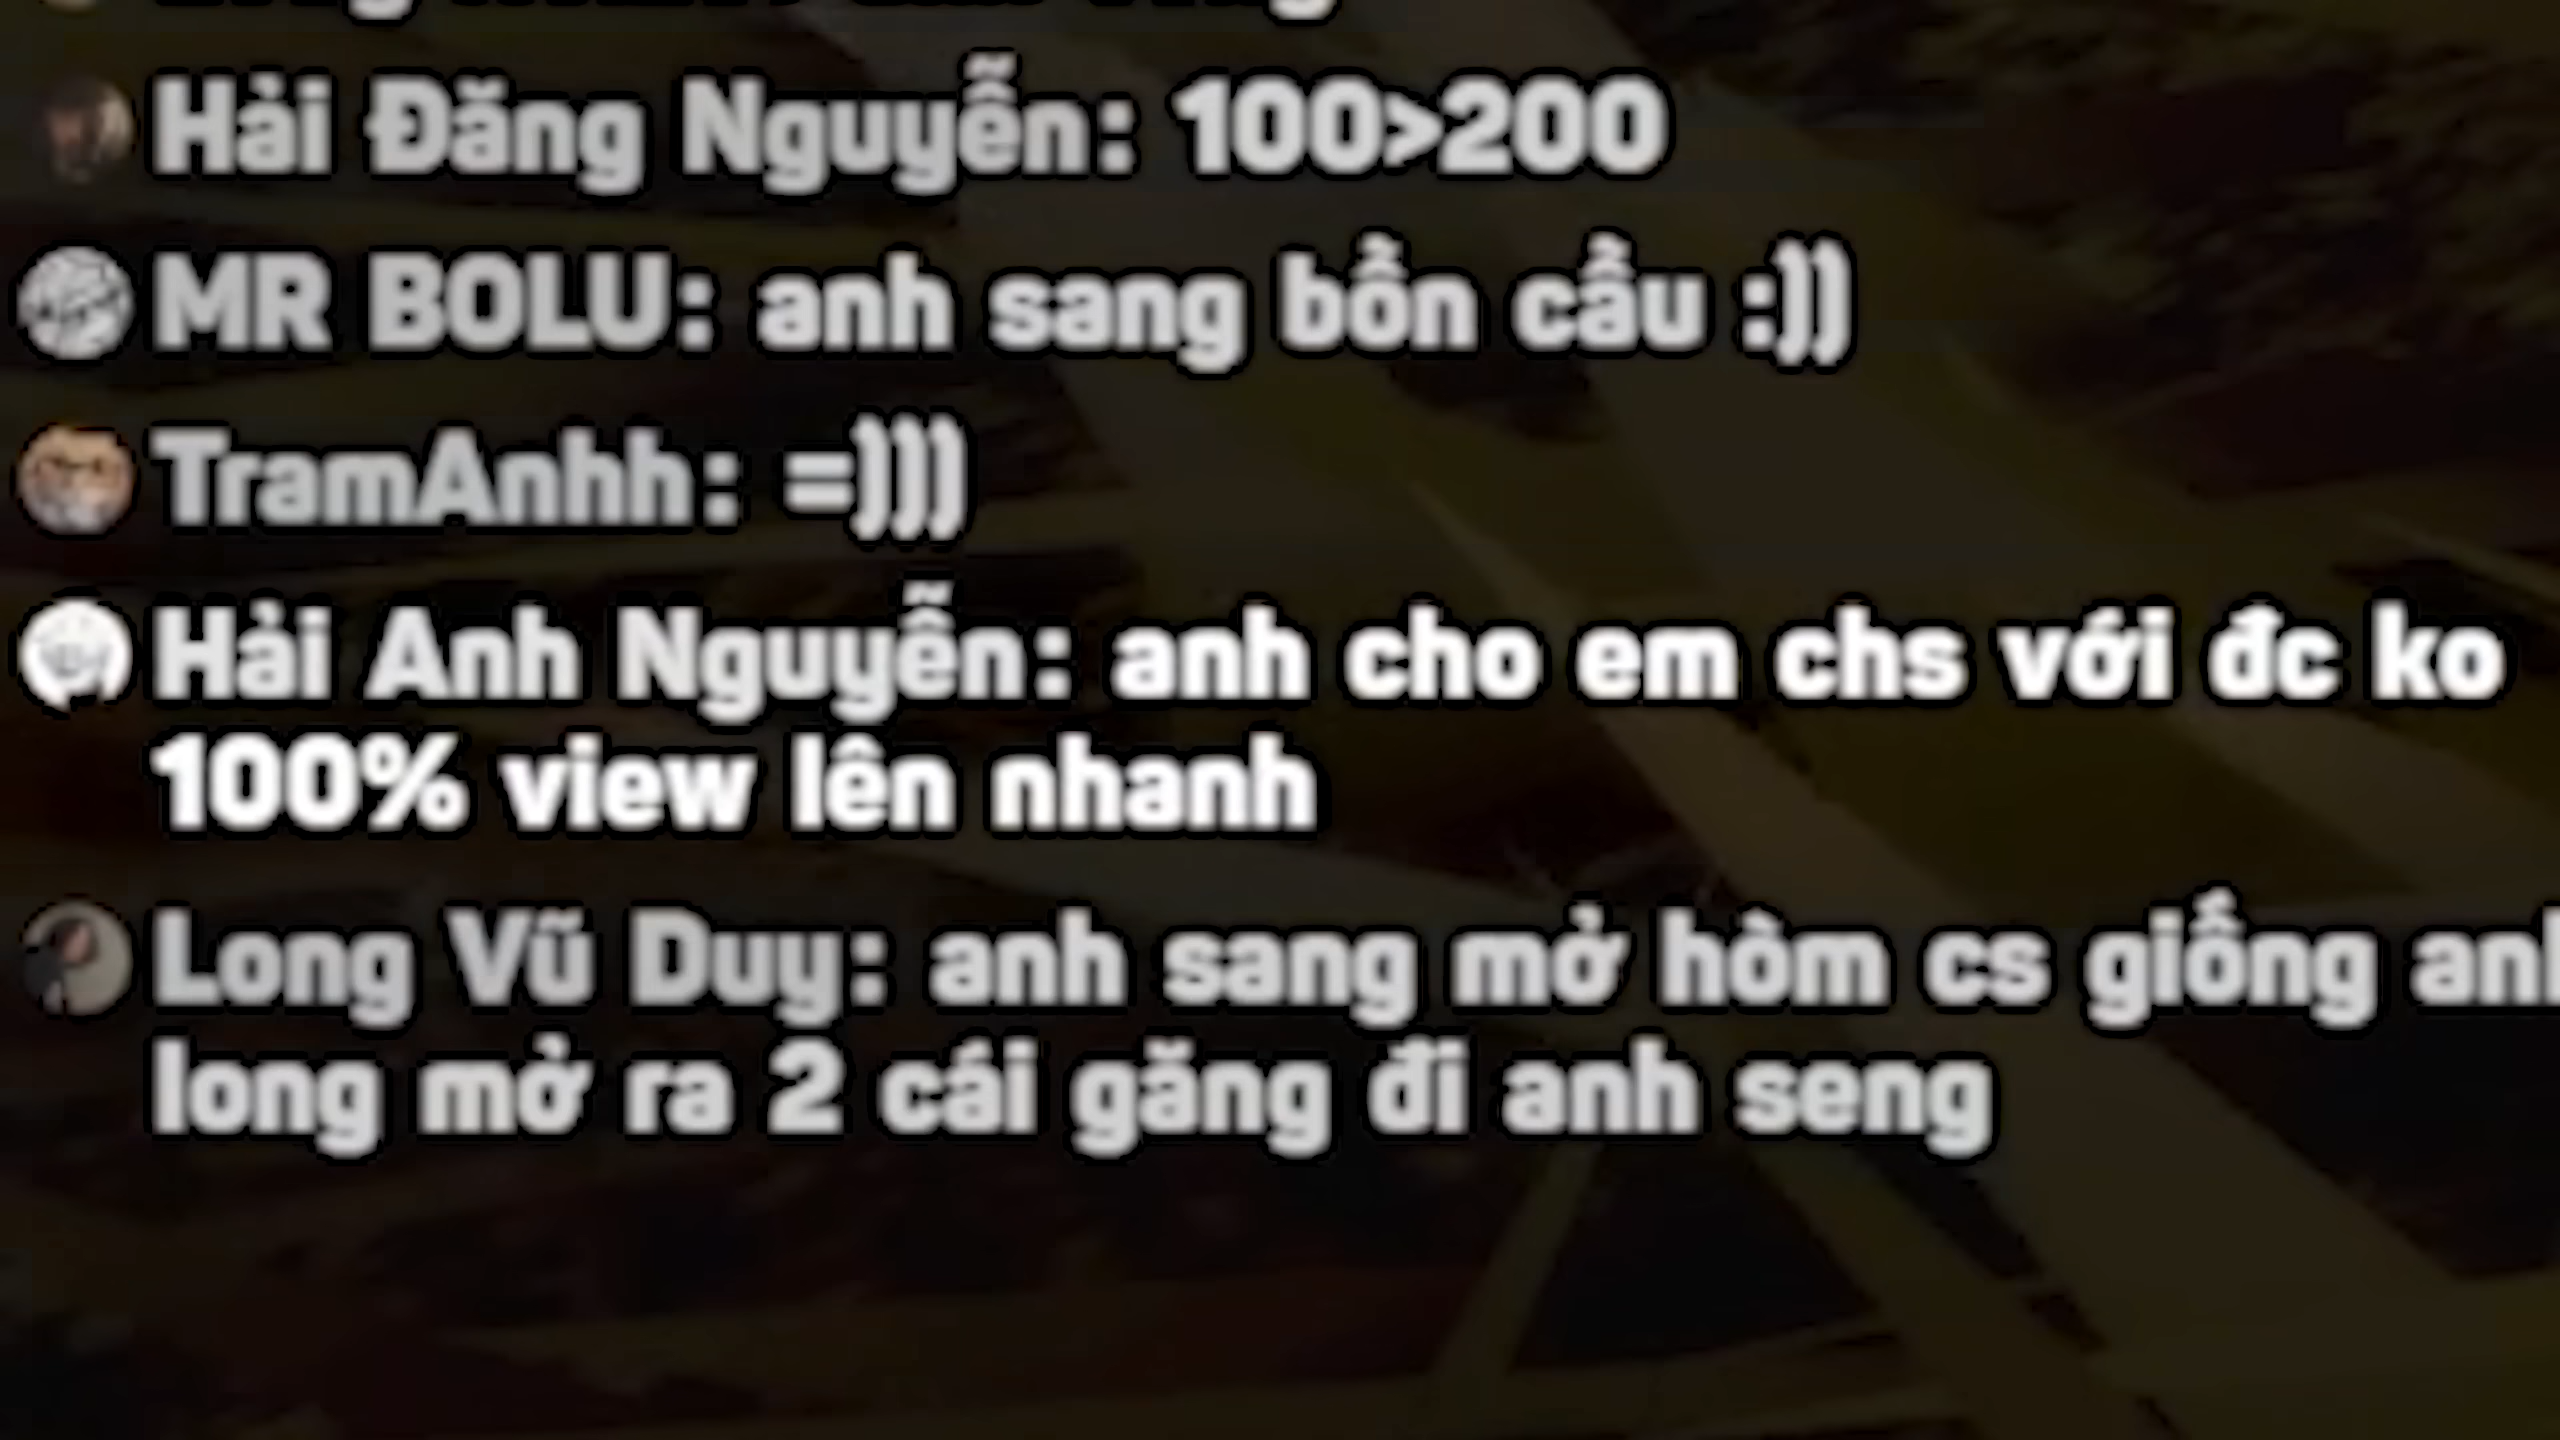 Hải Đăng Nguyễn: 100>200
MR BOLU: anh sang bồn cầu :))
TramAnhh: =)))
Hải Anh Nguyễn: anh cho em chs với đc ko
100% view lên nhanh
Long Vũ Duy: anh sang mở hòm cs giống
long mở ra 2 cái găng đi anh seng